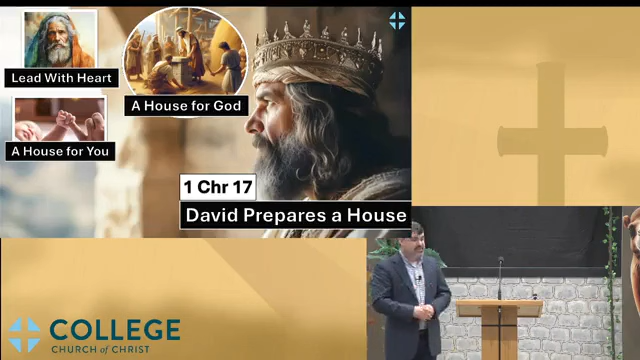 Lead With Heart
A House for God
A House for You
1 Chr 17
David Prepares a House
COLLEGE
CHURCH of CHRIST